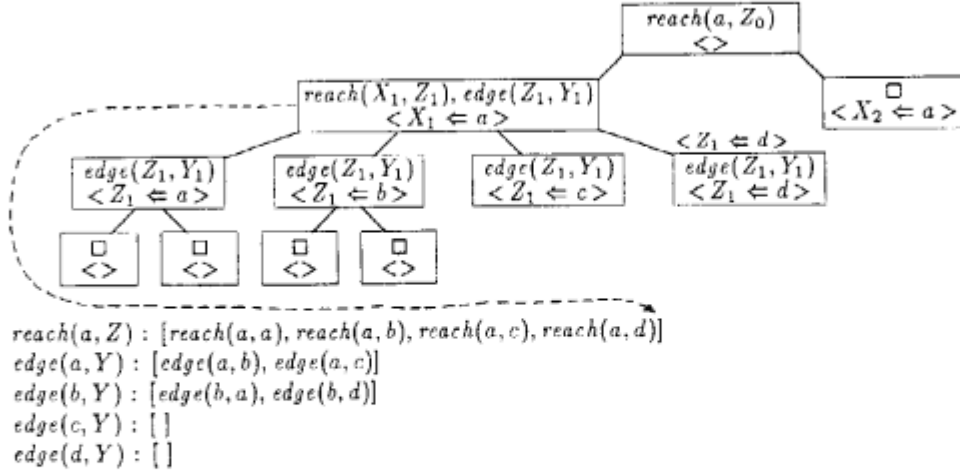 reach(a, Z₀)
<>
reach(X₁, Z₁), edge(Z₁, Y₁)
< X₁ ⇐ a >
□
< X₂ ⇐ a >
< Z₁ ⇐ d >
edge(Z₁, Y₁)
< Z₁ ⇐ a >
edge(Z₁, Y₁)
< Z₁ ⇐ b >
edge(Z₁, Y₁)
< Z₁ ⇐ c >
edge(Z₁, Y₁)
< Z₁ ⇐ d >
□
<>
□
<>
□
<>
□
<>
reach(a, Z) : [reach(a, a), reach(a, b), reach(a, c), reach(a, d)]
edge(a, Y) : [edge(a, b), edge(a, c)]
edge(b, Y) : [edge(b, a), edge(b, d)]
edge(c, Y) : [ ]
edge(d, Y) : [ ]